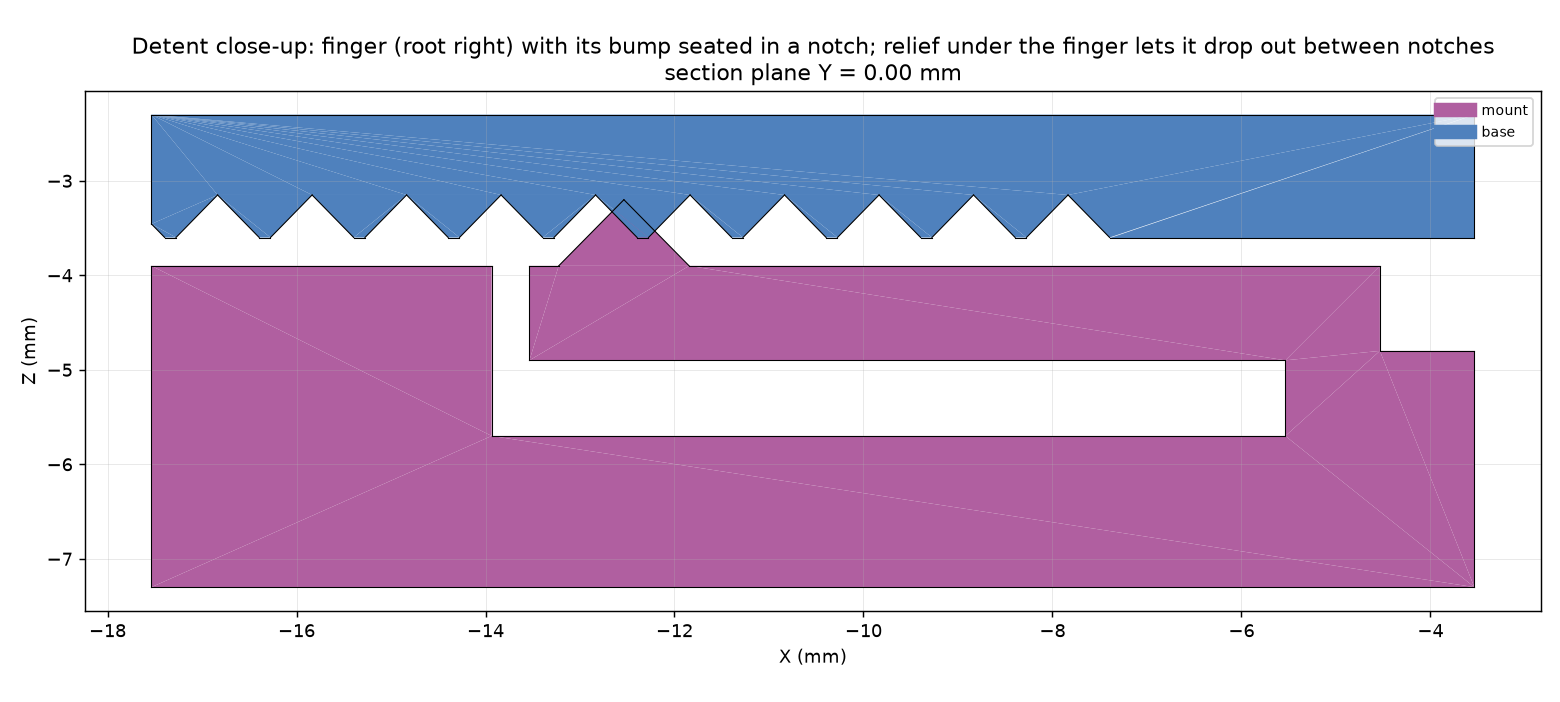 Detent close-up: finger (root right) with its bump seated in a notch; relief under the finger lets it drop out between notches
section plane Y = 0.00 mm
mount
base
−3
−4
−5
−6
−7
Z (mm)
−18
−16
−14
−12
−10
−8
−6
−4
X (mm)